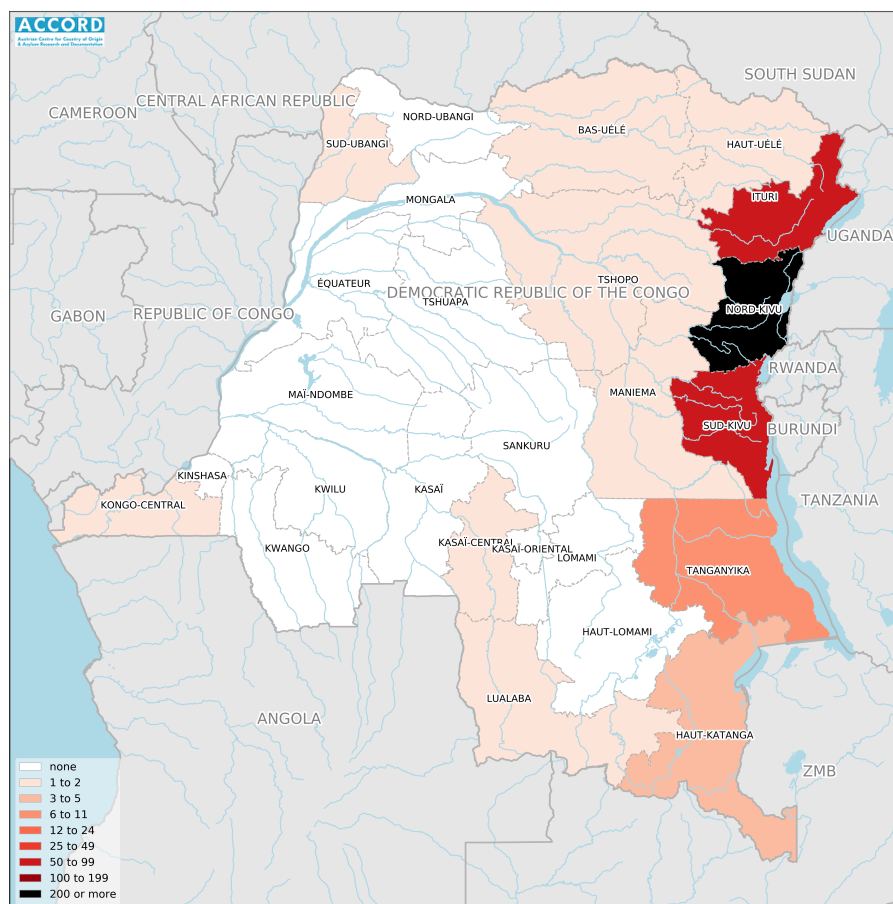 ACCORD
Austrian Centre for Country of Origin
& Asylum Research and Documentation
SOUTH SUDAN
CENTRAL AFRICAN REPUBLIC
CAMEROON
NORD-UBANGI
BAS-UÉLÉ
SUD-UBANGI
HAUT-UÉLÉ
ITURI
MONGALA
UGANDA
TSHOPO
ÉQUATEUR
DEMOCRATIC REPUBLIC OF THE CONGO
TSHUAPA
NORD-KIVU
GABON
REPUBLIC OF CONGO
RWANDA
MANIEMA
MAÏ-NDOMBE
SUD-KIVU
BURUNDI
SANKURU
KINSHASA
KWILU
KASAÏ
TANZANIA
KONGO-CENTRAL
KASAÏ-CENTRAL
KWANGO
KASAÏ-ORIENTAL
LOMAMI
TANGANYIKA
HAUT-LOMAMI
LUALABA
ANGOLA
HAUT-KATANGA
ZMB
none
1 to 2
3 to 5
6 to 11
12 to 24
25 to 49
50 to 99
100 to 199
200 or more